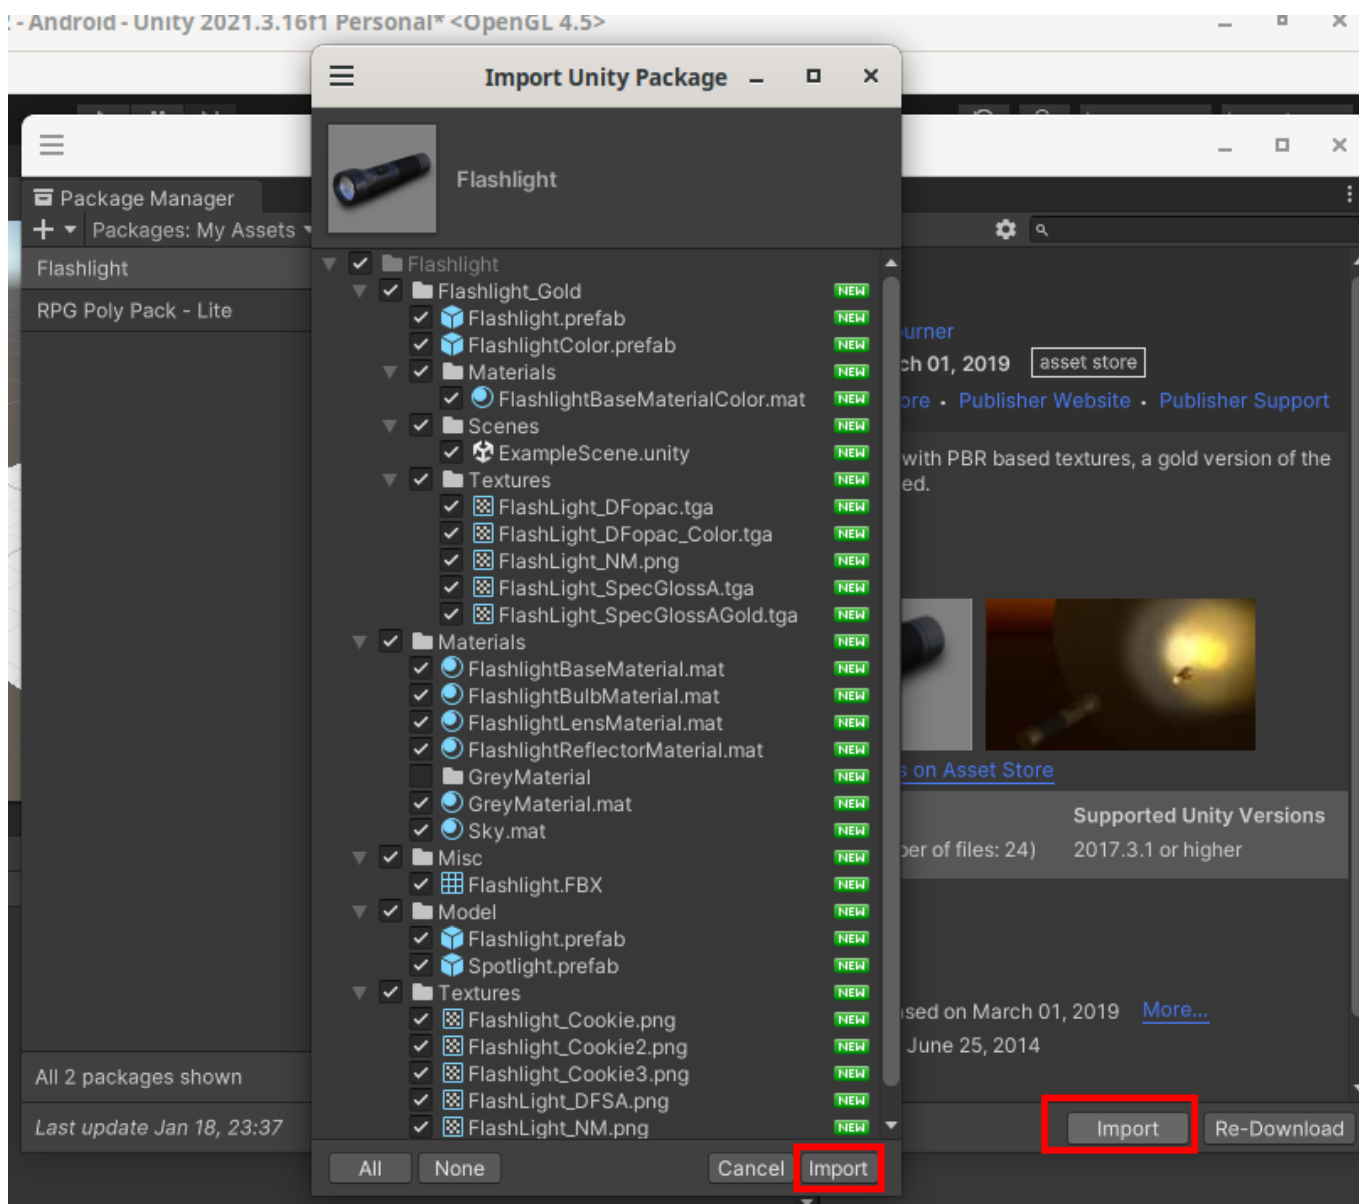 - Android - Unity 2021.3.16f1 Personal* <OpenGL 4.5>
Import Unity Package
Flashlight
Package Manager
Packages: My Assets
Flashlight
RPG Poly Pack - Lite
All 2 packages shown
Last update Jan 18, 23:37
Flashlight
Flashlight_Gold NEW
Flashlight.prefab NEW
FlashlightColor.prefab NEW
Materials NEW
FlashlightBaseMaterialColor.mat NEW
Scenes NEW
ExampleScene.unity NEW
Textures NEW
FlashLight_DFopac.tga NEW
FlashLight_DFopac_Color.tga NEW
FlashLight_NM.png NEW
FlashLight_SpecGlossA.tga NEW
FlashLight_SpecGlossAGold.tga NEW
Materials NEW
FlashlightBaseMaterial.mat NEW
FlashlightBulbMaterial.mat NEW
FlashlightLensMaterial.mat NEW
FlashlightReflectorMaterial.mat NEW
GreyMaterial NEW
GreyMaterial.mat NEW
Sky.mat NEW
Misc NEW
Flashlight.FBX NEW
Model NEW
Flashlight.prefab NEW
Spotlight.prefab NEW
Textures NEW
Flashlight_Cookie.png NEW
Flashlight_Cookie2.png NEW
Flashlight_Cookie3.png NEW
FlashLight_DFSA.png NEW
FlashLight_NM.png NEW
All None Cancel Import
urner
ch 01, 2019 asset store
ore • Publisher Website • Publisher Support
with PBR based textures, a gold version of the
ed.
s on Asset Store
Supported Unity Versions
ber of files: 24) 2017.3.1 or higher
ised on March 01, 2019 More...
June 25, 2014
Import Re-Download